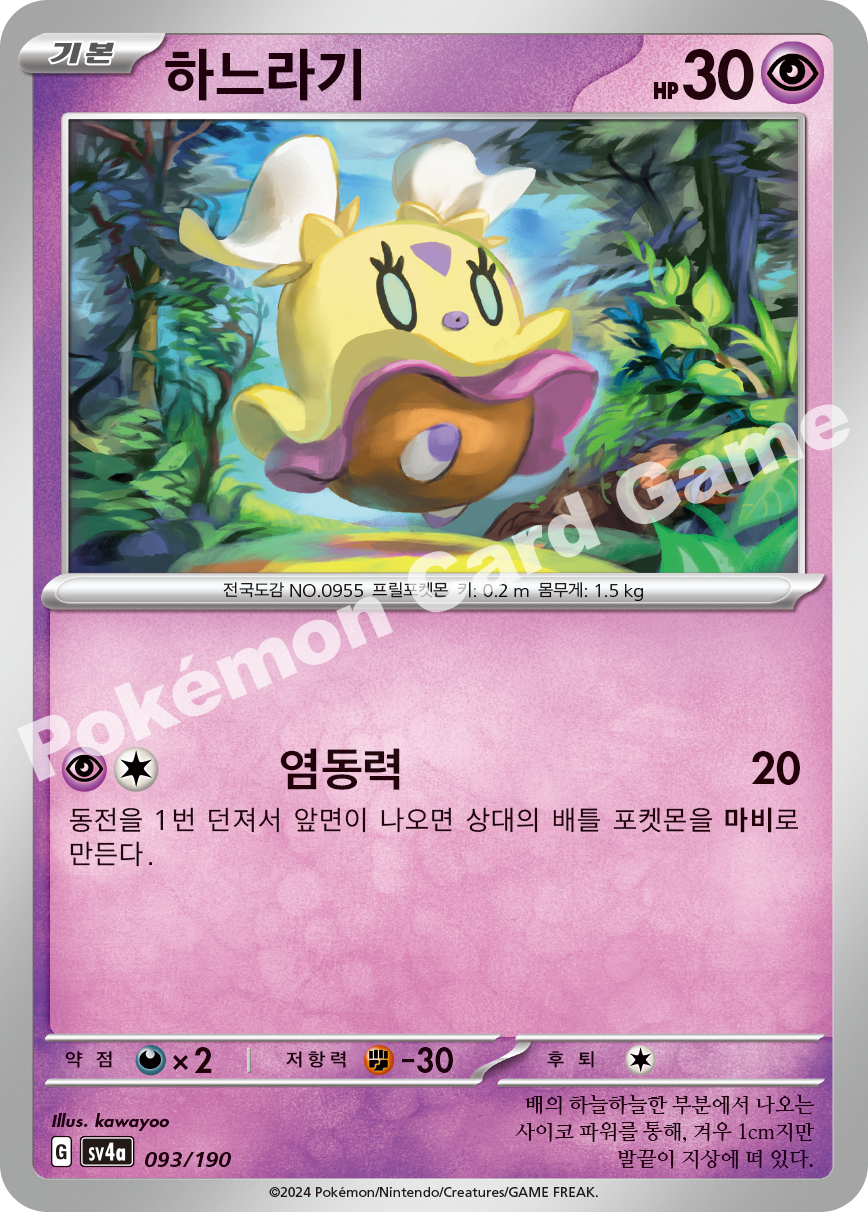 기본
하느라기
HP 30
전국도감 NO.0955 프릴포켓몬 키: 0.2 m 몸무게: 1.5 kg
Pokémon Card Game
염동력 20
동전을 1번 던져서 앞면이 나오면 상대의 배틀 포켓몬을 마비로
만든다.
약점 ×2 저항력 -30 후퇴
배의 하늘하늘한 부분에서 나오는
사이코 파워를 통해, 겨우 1cm지만
발끝이 지상에 떠 있다.
Illus. kawayoo
G sv4a 093/190
©2024 Pokémon/Nintendo/Creatures/GAME FREAK.